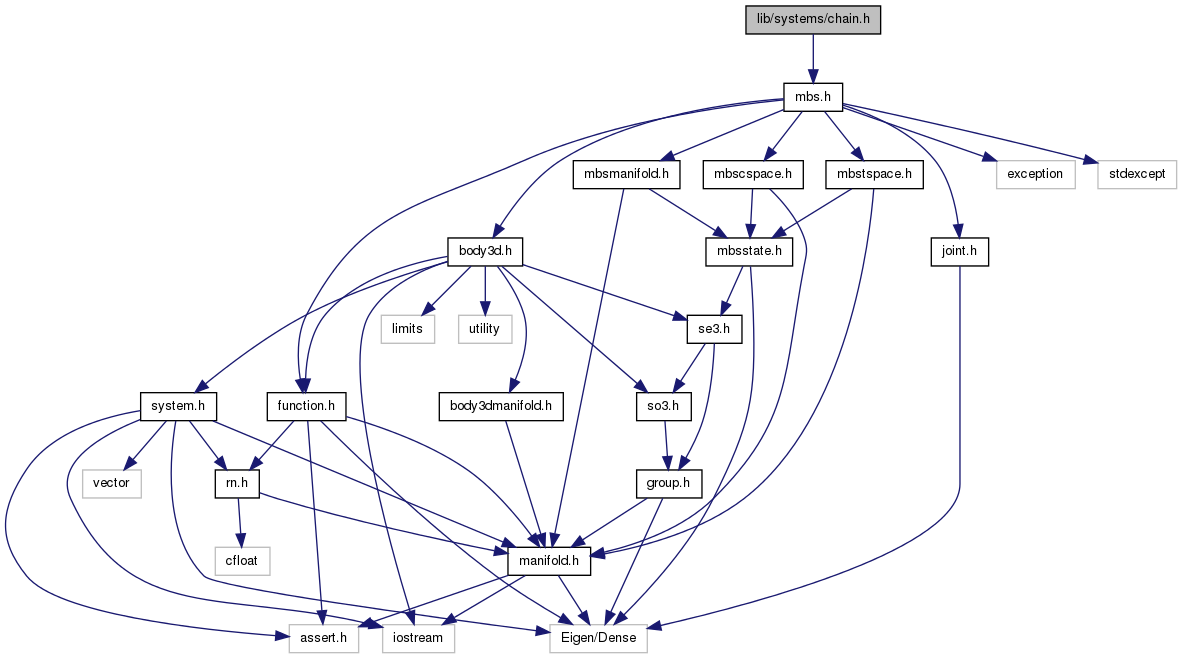 lib/systems/chain.h
mbs.h
mbsmanifold.h
mbscspace.h
mbstspace.h
exception
stdexcept
body3d.h
mbsstate.h
joint.h
limits
utility
se3.h
system.h
function.h
body3dmanifold.h
so3.h
vector
rn.h
group.h
cfloat
manifold.h
assert.h
iostream
Eigen/Dense